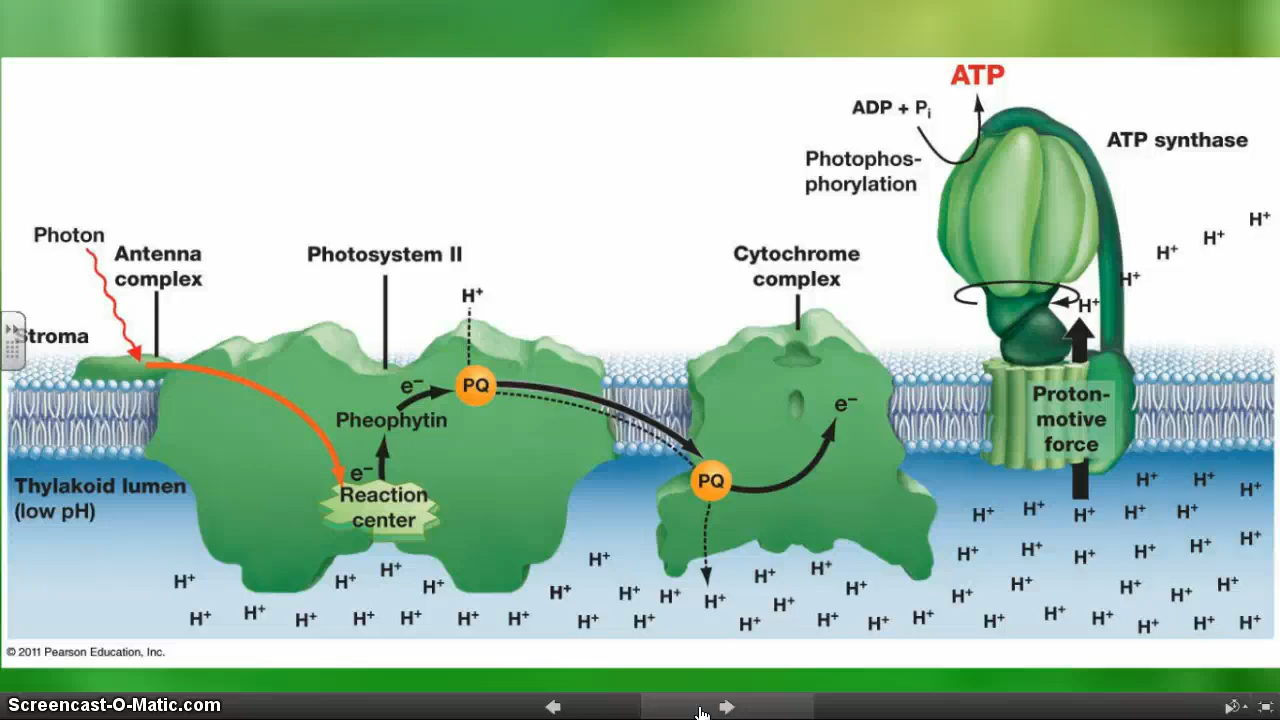 ATP
ADP + Pi
ATP synthase
Photophos-
phorylation
Photon
Antenna
complex
Photosystem II
Cytochrome
complex
H⁺
H⁺
H⁺
H⁺
H⁺
H⁺
Stroma
e⁻
PQ
Pheophytin
e⁻
Proton-
motive
force
e⁻
Reaction
center
PQ
Thylakoid lumen
(low pH)
H⁺ H⁺ H⁺
H⁺ H⁺ H⁺ H⁺ H⁺
H⁺ H⁺ H⁺ H⁺ H⁺ H⁺
H⁺ H⁺ H⁺ H⁺ H⁺ H⁺ H⁺
H⁺ H⁺ H⁺ H⁺ H⁺ H⁺ H⁺ H⁺ H⁺ H⁺ H⁺
H⁺ H⁺ H⁺ H⁺ H⁺ H⁺ H⁺ H⁺ H⁺ H⁺ H⁺ H⁺ H⁺ H⁺ H⁺ H⁺ H⁺ H⁺ H⁺
© 2011 Pearson Education, Inc.
Screencast-O-Matic.com